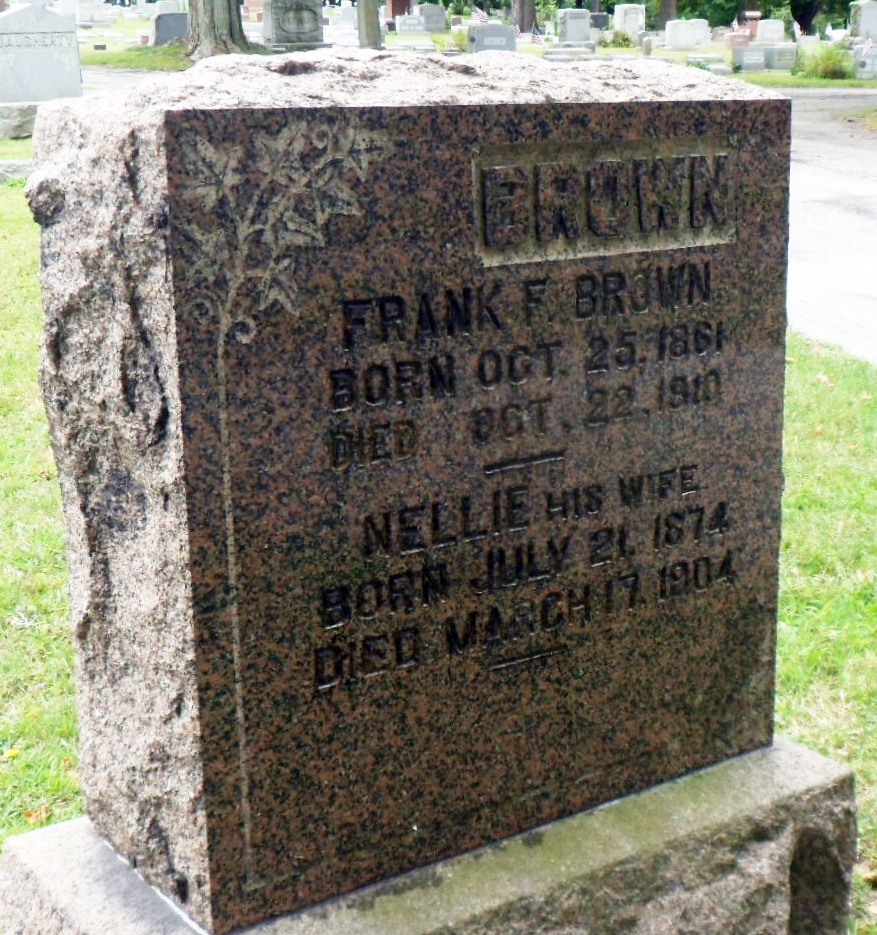 BROWN
FRANK F. BROWN
BORN OCT. 25, 1861
DIED OCT. 22, 1910
NELLIE HIS WIFE
BORN JULY 21, 1874
DIED MARCH 17, 1904